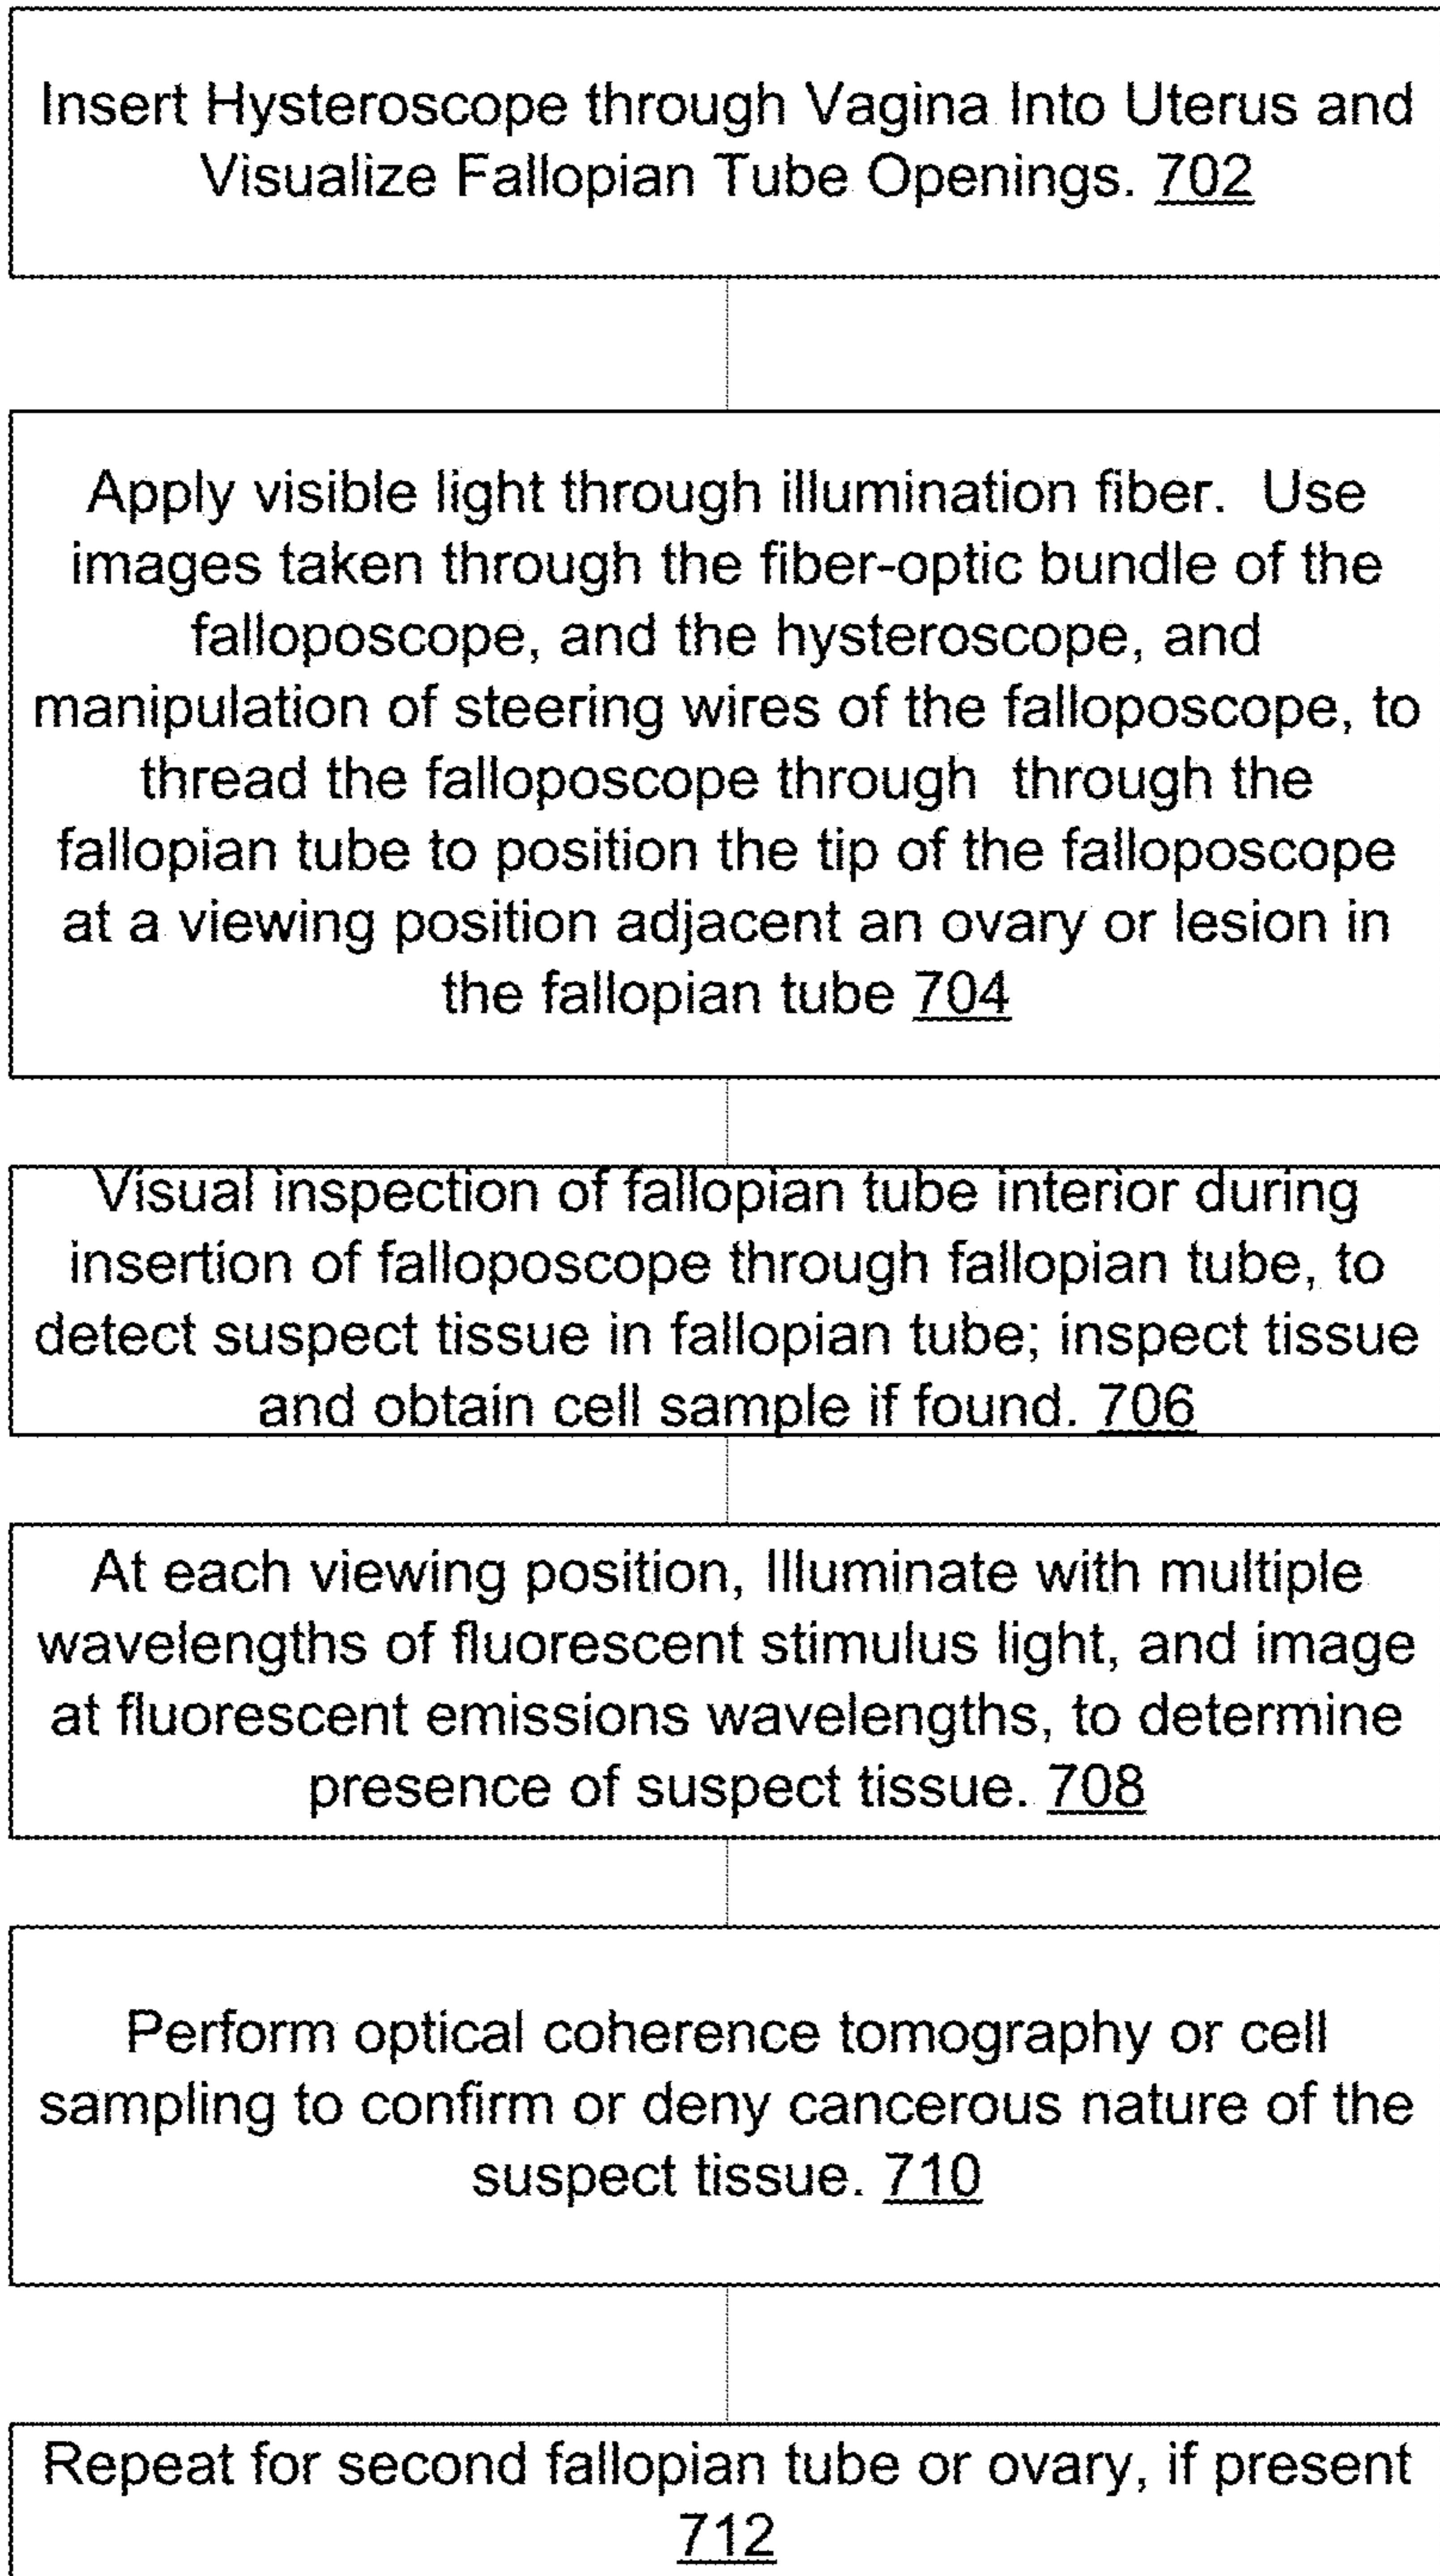 Insert Hysteroscope through Vagina Into Uterus and
Visualize Fallopian Tube Openings. 702
Apply visible light through illumination fiber.  Use
images taken through the fiber-optic bundle of the
falloposcope, and the hysteroscope, and
manipulation of steering wires of the falloposcope, to
thread the falloposcope through  through the
fallopian tube to position the tip of the falloposcope
at a viewing position adjacent an ovary or lesion in
the fallopian tube 704
Visual inspection of fallopian tube interior during
insertion of falloposcope through fallopian tube, to
detect suspect tissue in fallopian tube; inspect tissue
and obtain cell sample if found. 706
At each viewing position, Illuminate with multiple
wavelengths of fluorescent stimulus light, and image
at fluorescent emissions wavelengths, to determine
presence of suspect tissue. 708
Perform optical coherence tomography or cell
sampling to confirm or deny cancerous nature of the
suspect tissue. 710
Repeat for second fallopian tube or ovary, if present
712